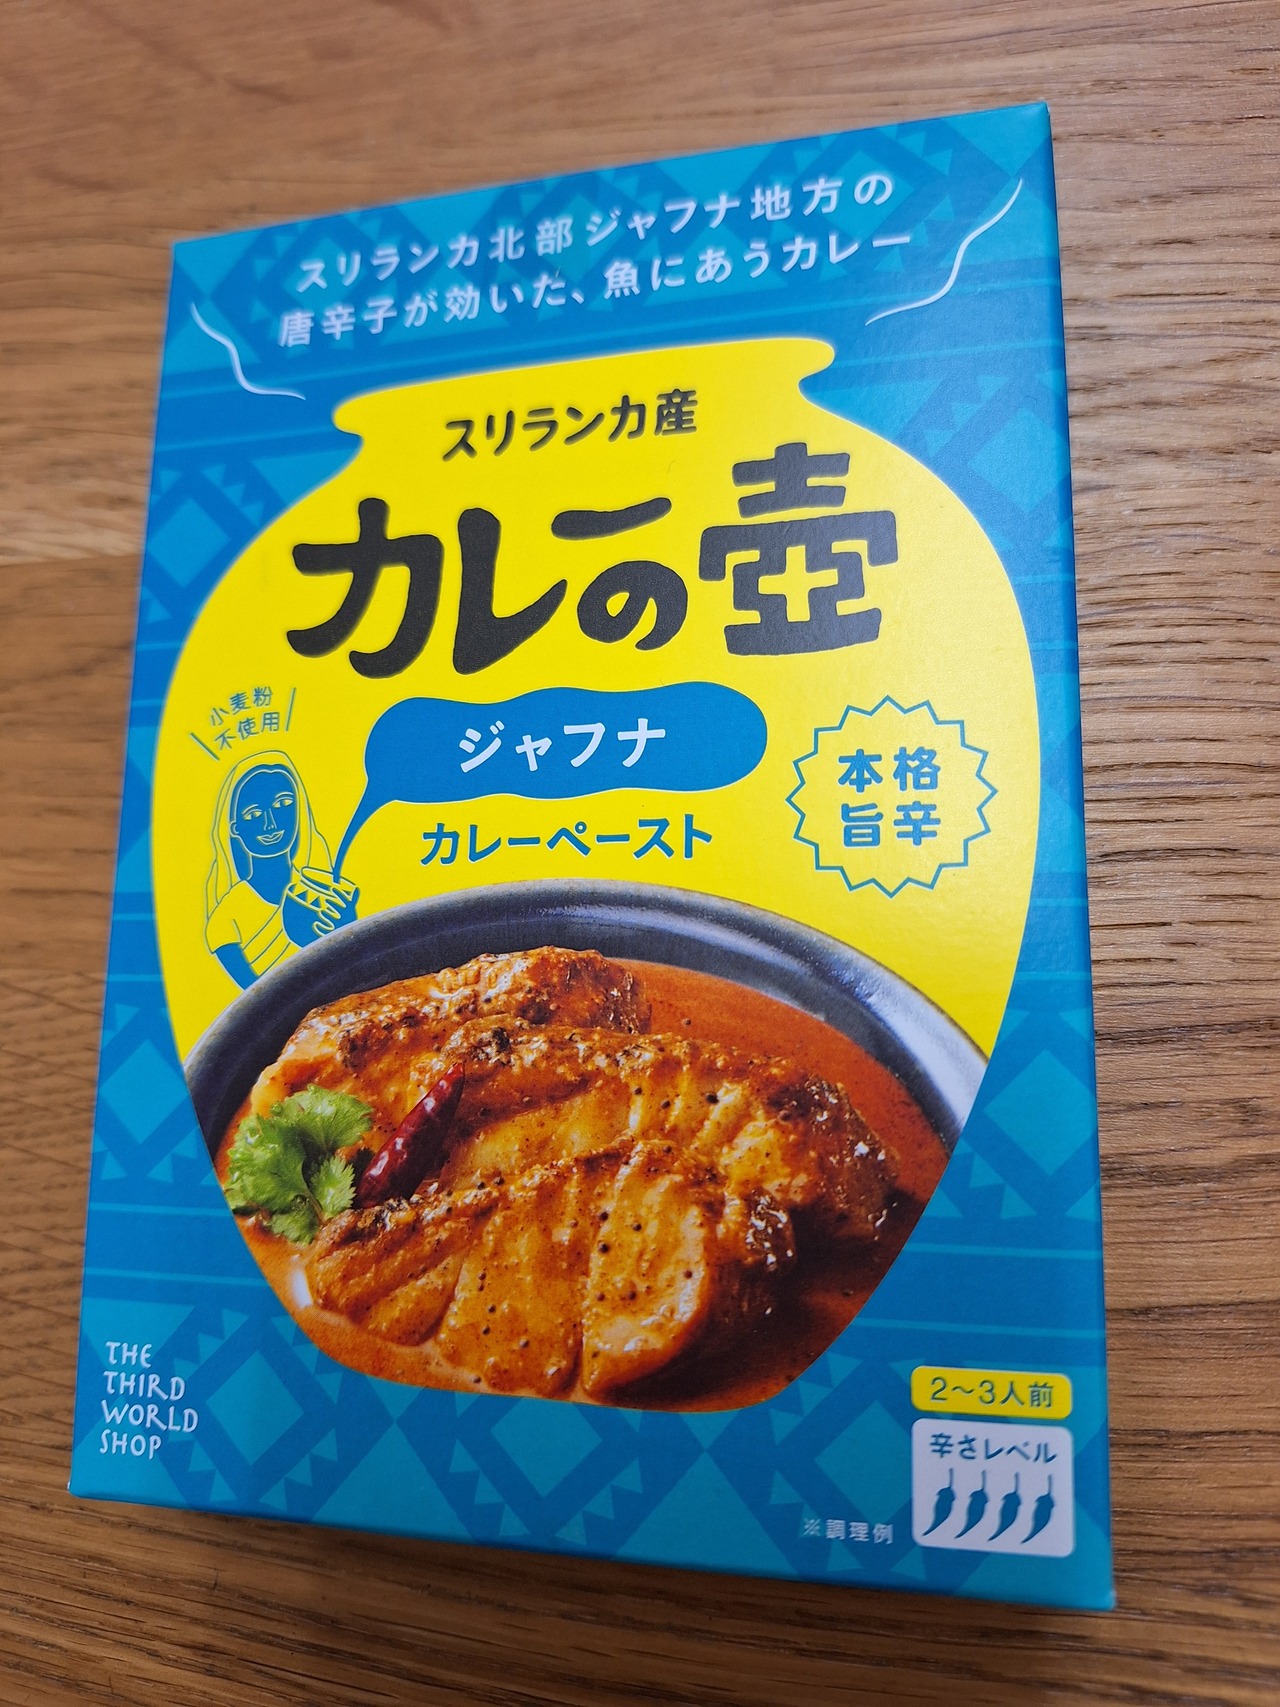 スリランカ北部ジャフナ地方の
唐辛子が効いた、魚にあうカレー
スリランカ産
カレーの壺
小麦粉
不使用
ジャフナ
カレーペースト
本格
旨辛
THE
THIRD
WORLD
SHOP
2〜3人前
辛さレベル
※調理例